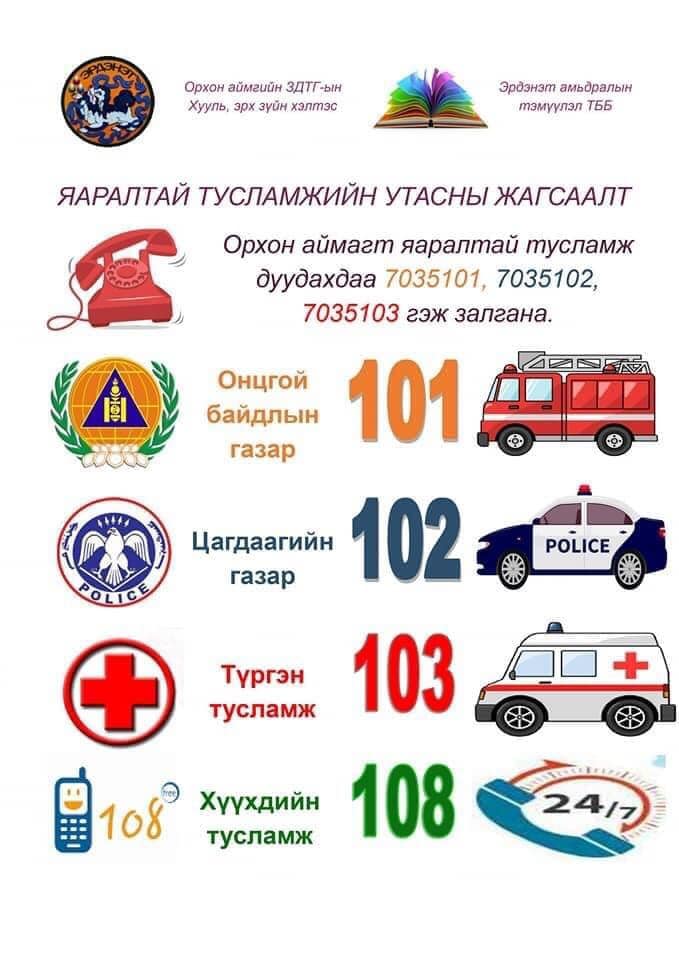 ЭРДЭНЭТ
Орхон аймгийн ЗДТГ-ын
Хууль, эрх зүйн хэлтэс
Эрдэнэт амьдралын
тэмүүлэл ТББ
ЯАРАЛТАЙ ТУСЛАМЖИЙН УТАСНЫ ЖАГСААЛТ
Орхон аймагт яаралтай тусламж
дуудахдаа 7035101, 7035102,
7035103 гэж залгана.
Онцгой
байдлын
газар
101
POLICE
Цагдаагийн
газар
102
POLICE
Түргэн
тусламж
103
108
free
Хүүхдийн
тусламж
108
24/7